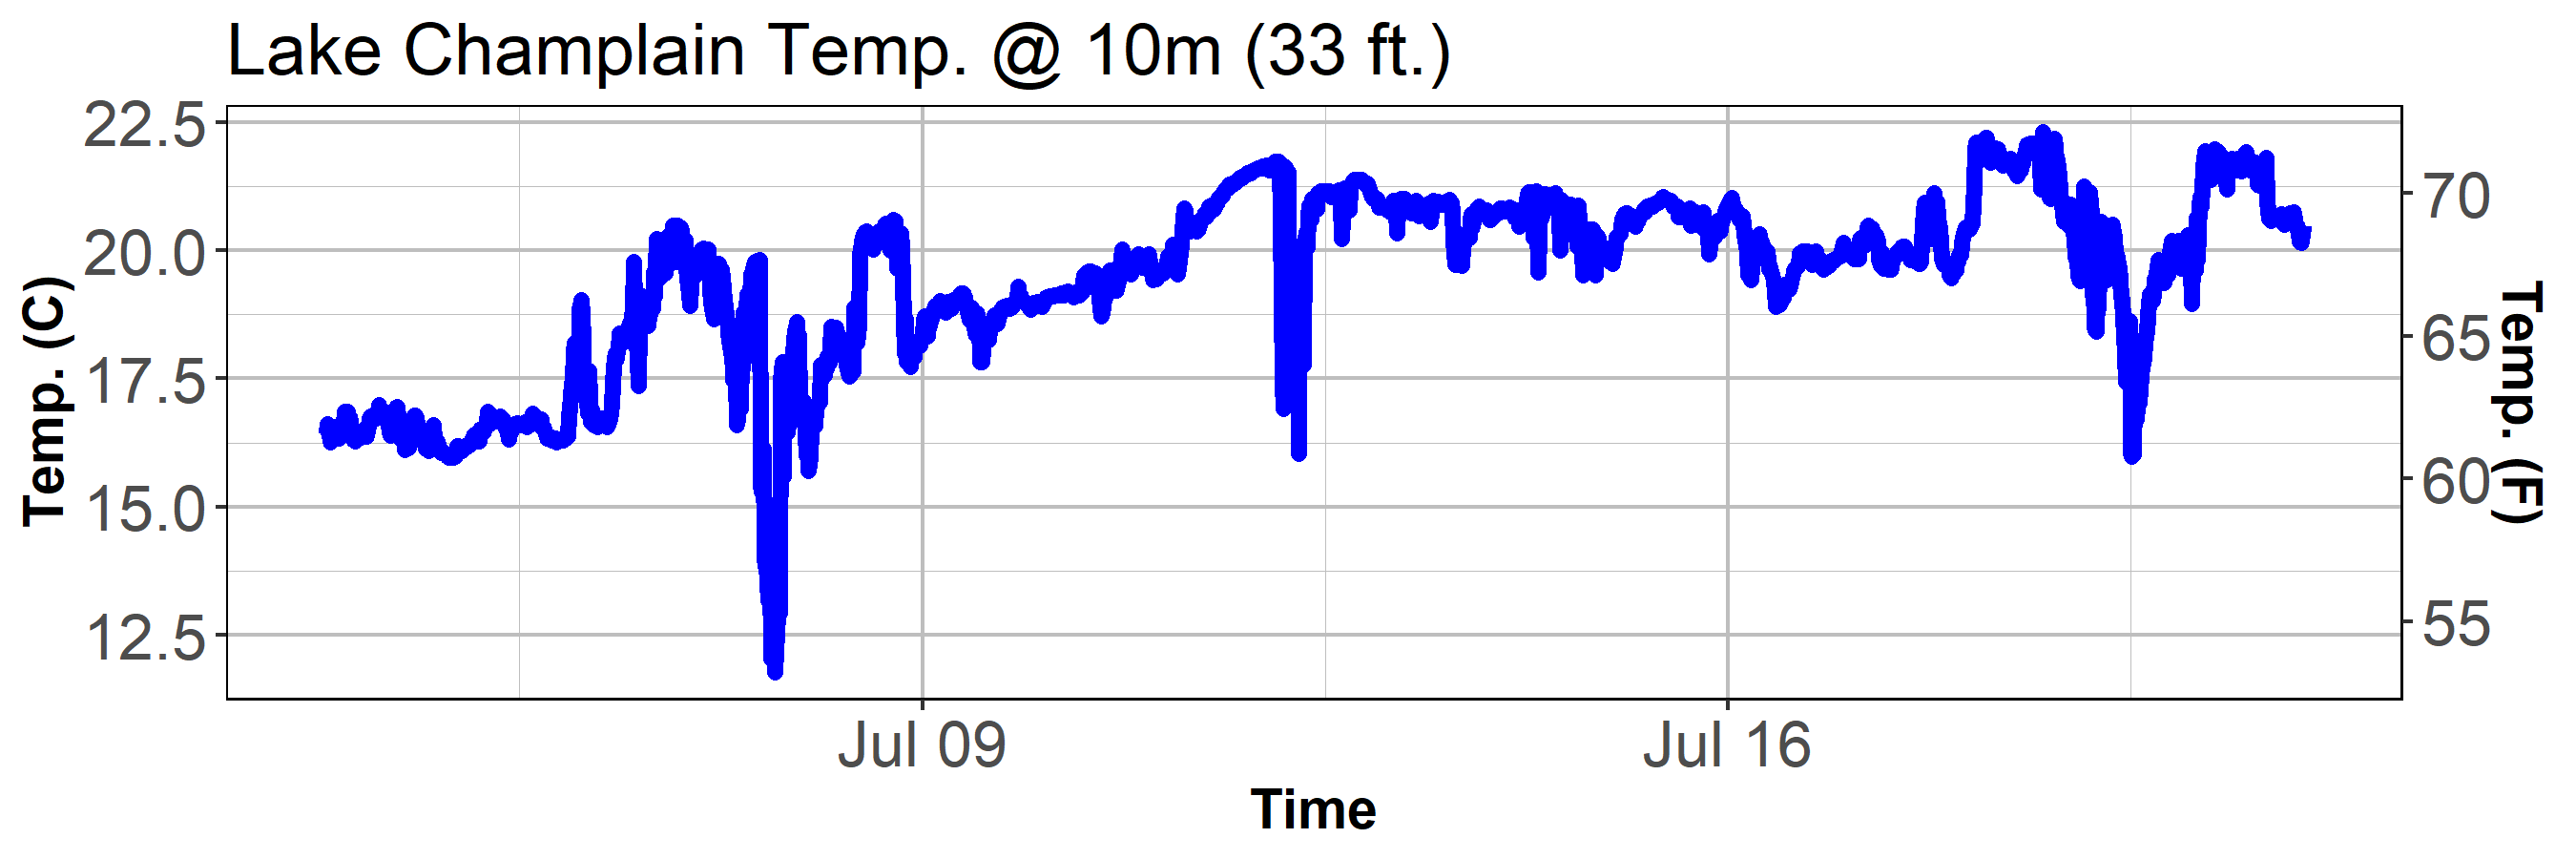 Lake Champlain Temp. @ 10m (33 ft.)
22.5
20.0
17.5
15.0
12.5
Temp. (C)
70
65
60
55
Temp. (F)
Jul 09
Jul 16
Time